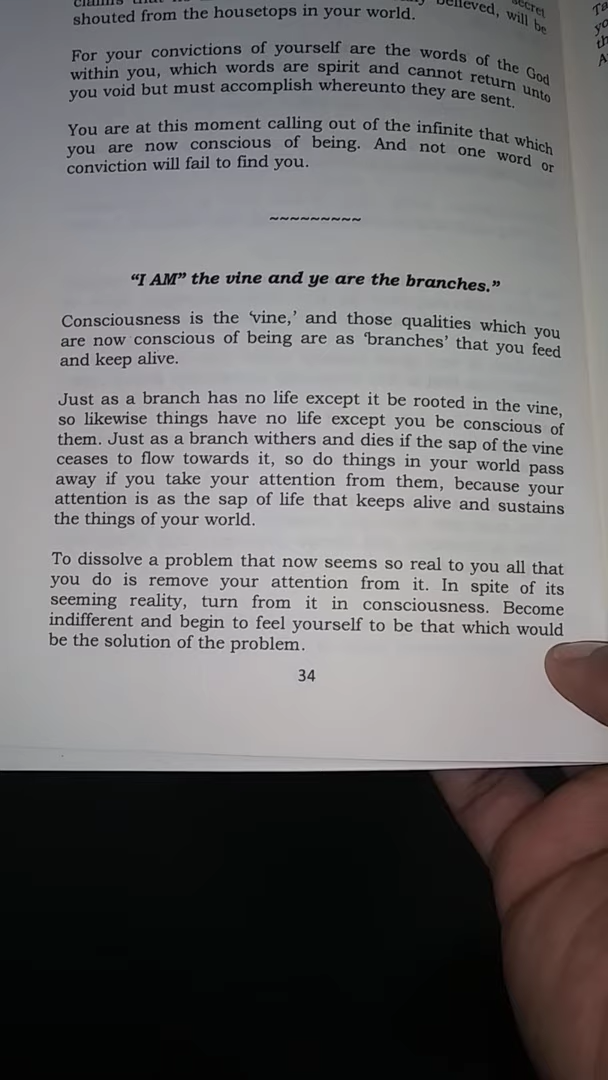 believed, will be
shouted from the housetops in your world.
For your convictions of yourself are the words of the God
within you, which words are spirit and cannot return unto
you void but must accomplish whereunto they are sent.
You are at this moment calling out of the infinite that which
you are now conscious of being. And not one word or
conviction will fail to find you.
~~~~~~~~~
“I AM” the vine and ye are the branches.”
Consciousness is the ‘vine,’ and those qualities which you
are now conscious of being are as ‘branches’ that you feed
and keep alive.
Just as a branch has no life except it be rooted in the vine,
so likewise things have no life except you be conscious of
them. Just as a branch withers and dies if the sap of the vine
ceases to flow towards it, so do things in your world pass
away if you take your attention from them, because your
attention is as the sap of life that keeps alive and sustains
the things of your world.
To dissolve a problem that now seems so real to you all that
you do is remove your attention from it. In spite of its
seeming reality, turn from it in consciousness. Become
indifferent and begin to feel yourself to be that which would
be the solution of the problem.
34